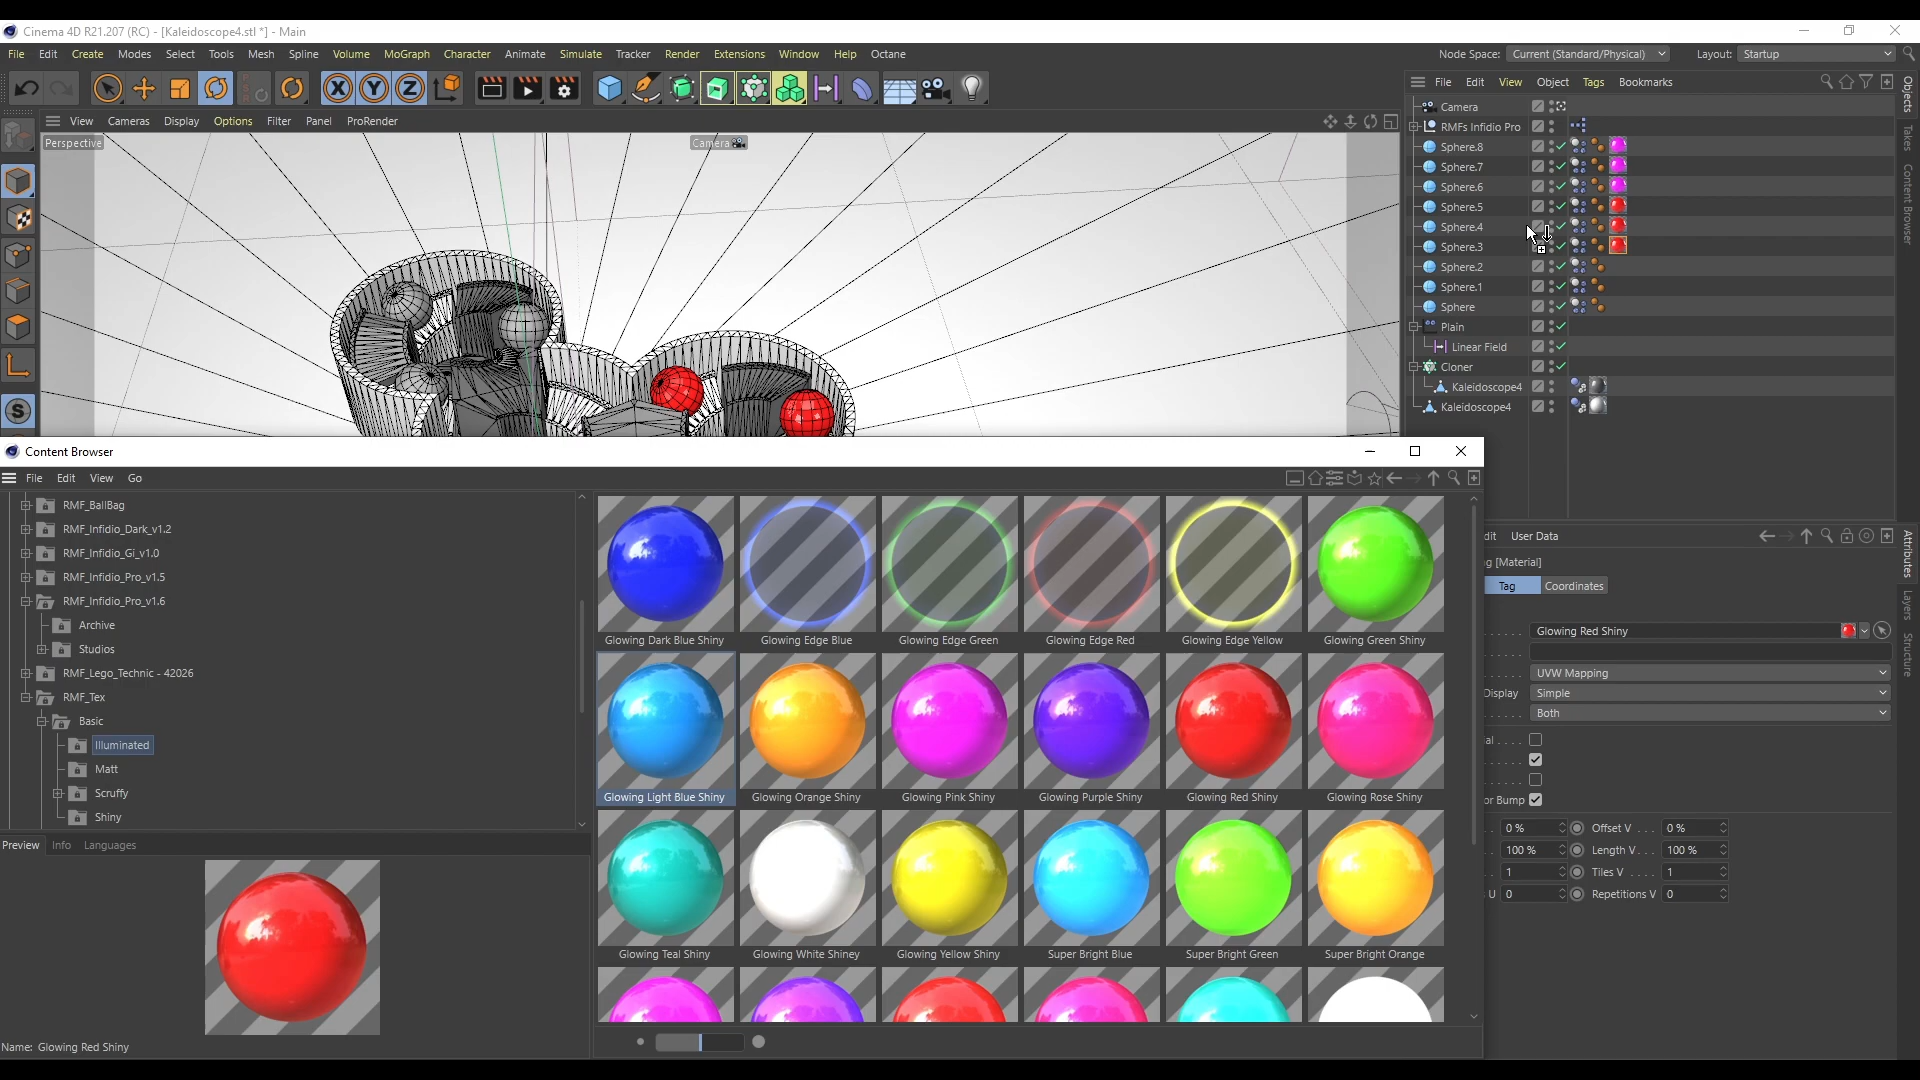 Cinema 4D R21.207 (RC) - [Kaleidoscope4.stl *] - Main
File Edit Create Modes Select Tools Mesh Spline Volume MoGraph Character Animate Simulate Tracker Render Extensions Window Help Octane
Node Space: Current (Standard/Physical) Layout: Startup
X Y Z
File Edit View Object Tags Bookmarks
View Cameras Display Options Filter Panel ProRender
Perspective
Camera
Camera
RMFs Infidio Pro
Sphere.8
Sphere.7
Sphere.6
Sphere.5
Sphere.4
Sphere.3
Sphere.2
Sphere.1
Sphere
Plain
Linear Field
Cloner
Kaleidoscope4
Kaleidoscope4
Objects
Takes
Content Browser
S
Content Browser
File Edit View Go
RMF_BallBag
RMF_Infidio_Dark_v1.2
RMF_Infidio_Gi_v1.0
RMF_Infidio_Pro_v1.5
RMF_Infidio_Pro_v1.6
Archive
Studios
RMF_Lego_Technic - 42026
RMF_Tex
Basic
Illuminated
Matt
Scruffy
Shiny
Preview Info Languages
Name: Glowing Red Shiny
Glowing Dark Blue Shiny Glowing Edge Blue Glowing Edge Green Glowing Edge Red Glowing Edge Yellow Glowing Green Shiny
Glowing Light Blue Shiny Glowing Orange Shiny Glowing Pink Shiny Glowing Purple Shiny Glowing Red Shiny Glowing Rose Shiny
Glowing Teal Shiny Glowing White Shiney Glowing Yellow Shiny Super Bright Blue Super Bright Green Super Bright Orange
dit User Data
g [Material]
Tag Coordinates
Glowing Red Shiny
UVW Mapping
Display Simple
Both
ial
or Bump
0 % Offset V 0 %
100 % Length V 100 %
1 Tiles V 1
U 0 Repetitions V 0
Attributes
Layers
Structure